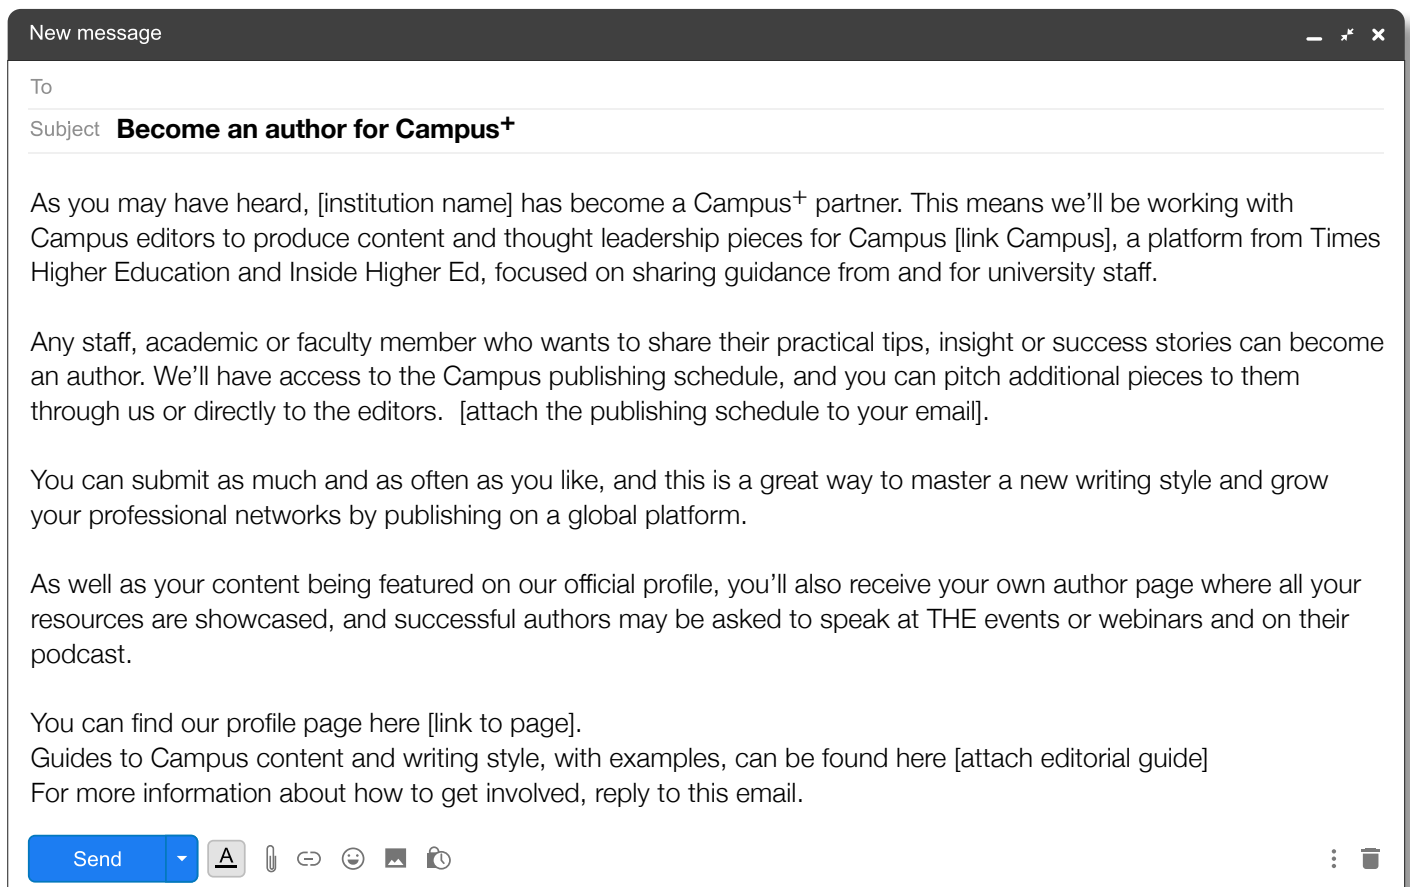 New message
To
Subject Become an author for Campus+
As you may have heard, [institution name] has become a Campus+ partner. This means we’ll be working with
Campus editors to produce content and thought leadership pieces for Campus [link Campus], a platform from Times
Higher Education and Inside Higher Ed, focused on sharing guidance from and for university staff.
Any staff, academic or faculty member who wants to share their practical tips, insight or success stories can become
an author. We’ll have access to the Campus publishing schedule, and you can pitch additional pieces to them
through us or directly to the editors.  [attach the publishing schedule to your email].
You can submit as much and as often as you like, and this is a great way to master a new writing style and grow
your professional networks by publishing on a global platform.
As well as your content being featured on our official profile, you’ll also receive your own author page where all your
resources are showcased, and successful authors may be asked to speak at THE events or webinars and on their
podcast.
You can find our profile page here [link to page].
Guides to Campus content and writing style, with examples, can be found here [attach editorial guide]
For more information about how to get involved, reply to this email.
Send A